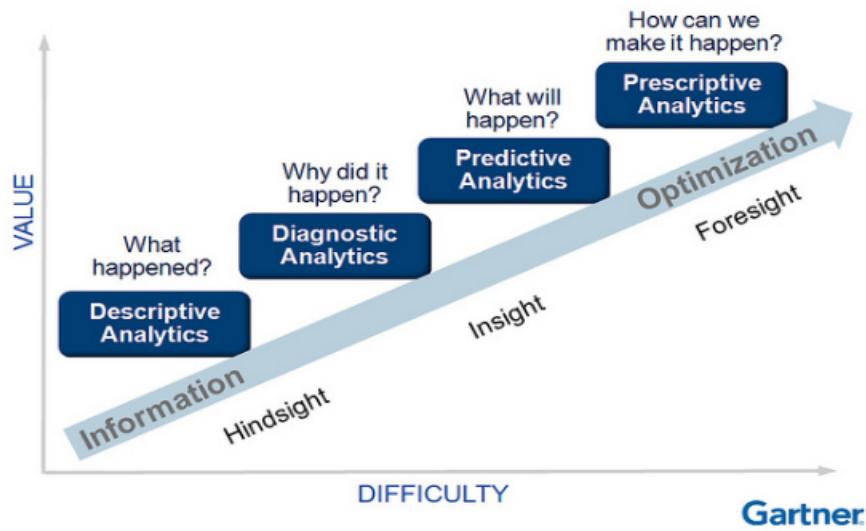 How can we
make it happen?
Prescriptive
Analytics
What will
happen?
Predictive
Analytics
Why did it
happen?
Diagnostic
Analytics
What
happened?
Descriptive
Analytics
VALUE
Information
Optimization
Hindsight
Insight
Foresight
DIFFICULTY
Gartner